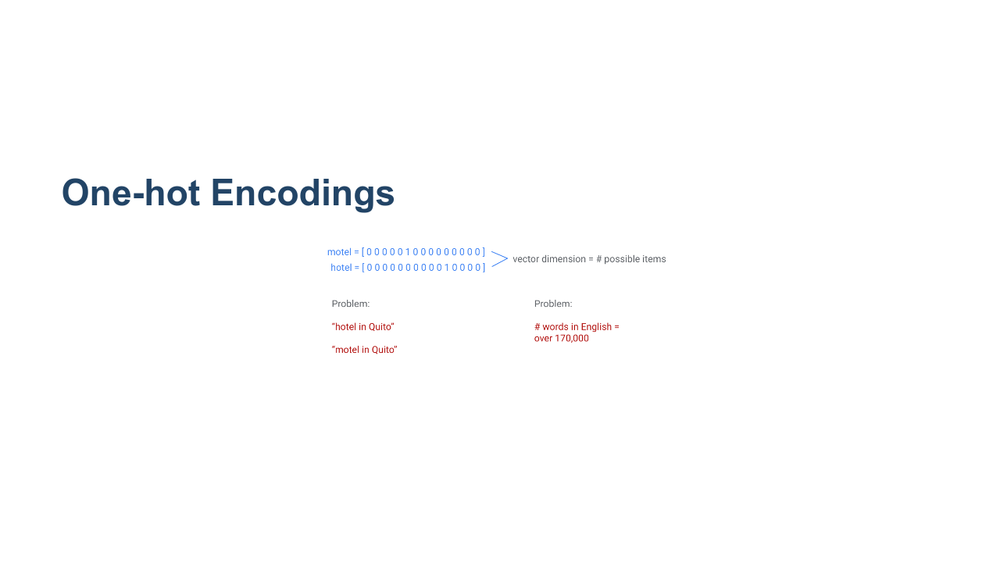 One-hot Encodings
motel = [ 0 0 0 0 0 1 0 0 0 0 0 0 0 0 0 ]
hotel = [ 0 0 0 0 0 0 0 0 0 0 1 0 0 0 0 ]
vector dimension = # possible items
Problem:
“hotel in Quito”
“motel in Quito”
Problem:
# words in English =
over 170,000